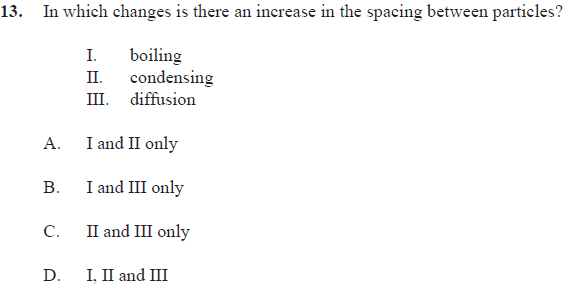 13. In which changes is there an increase in the spacing between particles?
I. boiling
II. condensing
III. diffusion
A. I and II only
B. I and III only
C. II and III only
D. I, II and III